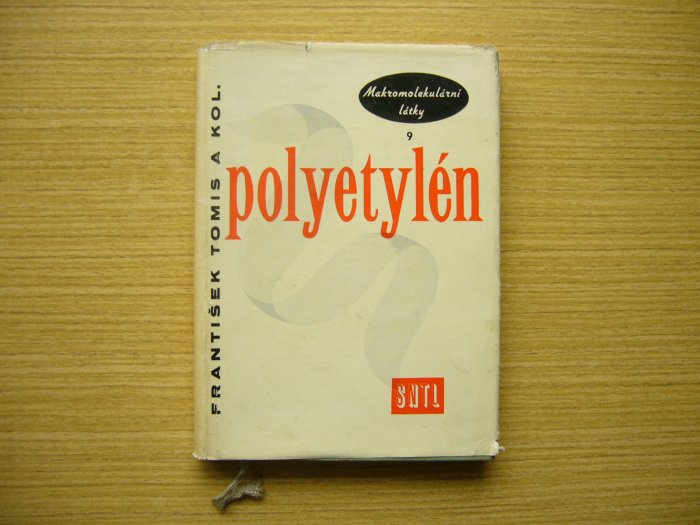 Makromolekulární
látky
9
polyetylén
FRANTIŠEK TOMIS A KOL.
SNTL